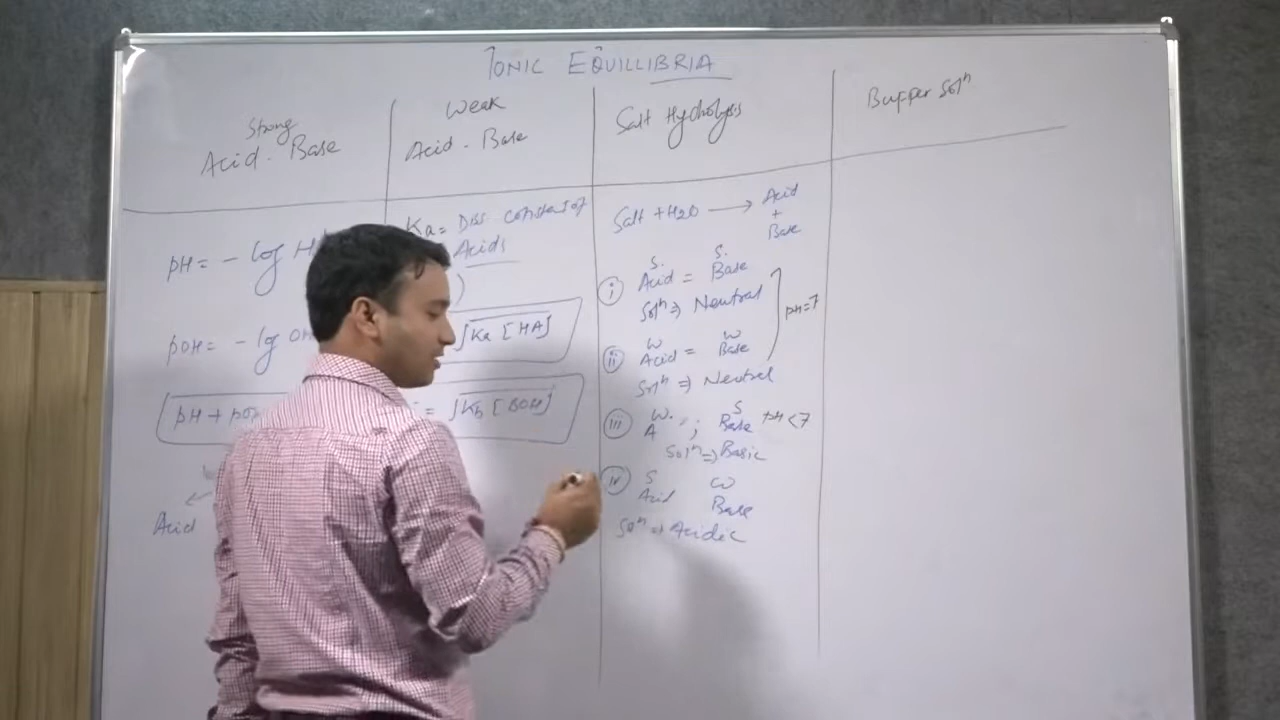 IONIC EQUILLIBRIA
Strong
Acid - Base
pH = - log H
pOH = - log OH
pH + pOH
Acid
Weak
Acid - Base
Ka = Diss. constant of
Acids
√Ka [HA]
= √Kb [BOH]
Salt Hydrolysis
Salt + H2O ⟶ Acid
+
Base
S. S.
(i) Acid = Base
Solⁿ ⇒ Neutral
pH=7
W W
(ii) Acid = Base
Solⁿ ⇒ Neutral
W. S
(iii) A ; Base pH < 7
Solⁿ ⇒ Basic
S W
(iv) Acid Base
Solⁿ ⇒ Acidic
Buffer Solⁿ